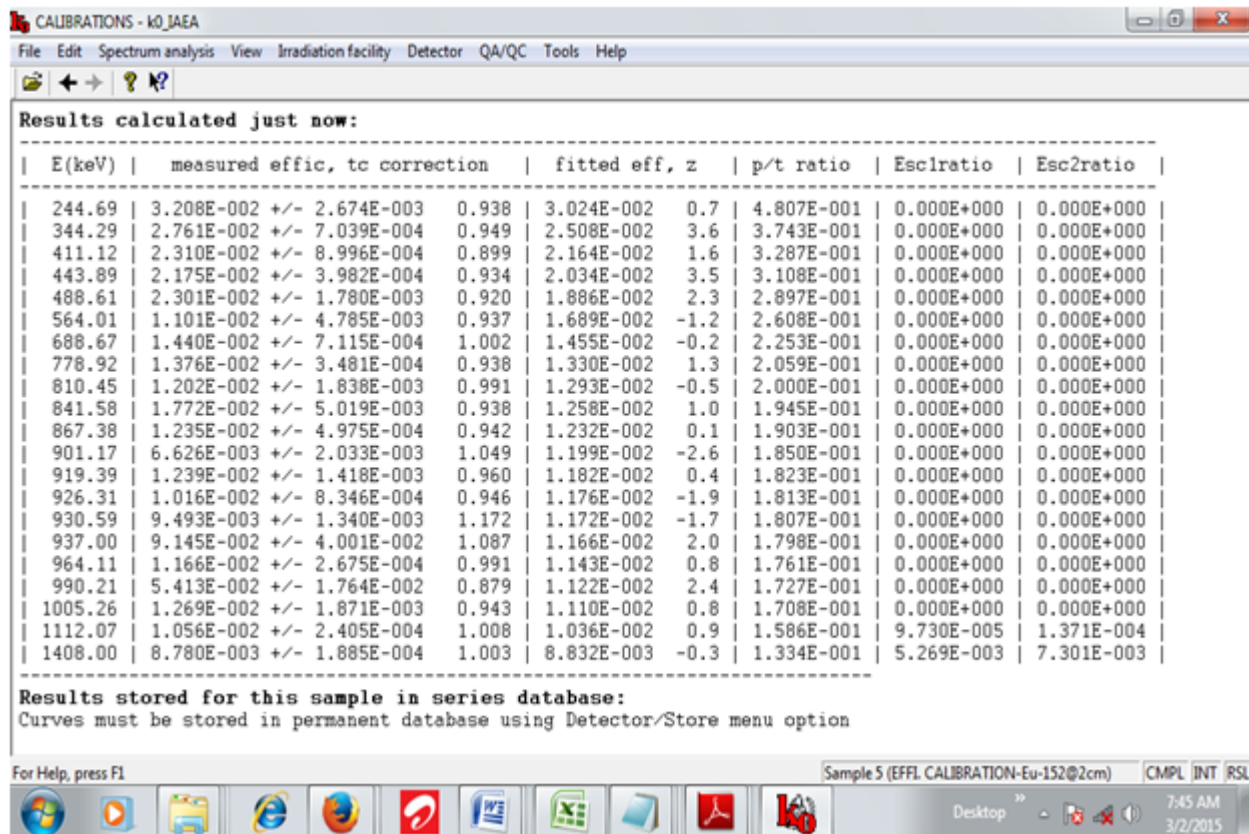 CALIBRATIONS - k0_IAEA
File Edit Spectrum analysis View Irradiation facility Detector QA/QC Tools Help
Results calculated just now:
| E(keV) | measured effic, tc correction | fitted eff, z | p/t ratio | Esc1ratio | Esc2ratio |
| 244.69 | 3.208E-002 +/- 2.674E-003 0.938 | 3.024E-002 0.7 | 4.807E-001 | 0.000E+000 | 0.000E+000 |
| 344.29 | 2.761E-002 +/- 7.039E-004 0.949 | 2.508E-002 3.6 | 3.743E-001 | 0.000E+000 | 0.000E+000 |
| 411.12 | 2.310E-002 +/- 8.996E-004 0.899 | 2.164E-002 1.6 | 3.287E-001 | 0.000E+000 | 0.000E+000 |
| 443.89 | 2.175E-002 +/- 3.982E-004 0.934 | 2.034E-002 3.5 | 3.108E-001 | 0.000E+000 | 0.000E+000 |
| 488.61 | 2.301E-002 +/- 1.780E-003 0.920 | 1.886E-002 2.3 | 2.897E-001 | 0.000E+000 | 0.000E+000 |
| 564.01 | 1.101E-002 +/- 4.785E-003 0.937 | 1.689E-002 -1.2 | 2.608E-001 | 0.000E+000 | 0.000E+000 |
| 688.67 | 1.440E-002 +/- 7.115E-004 1.002 | 1.455E-002 -0.2 | 2.253E-001 | 0.000E+000 | 0.000E+000 |
| 778.92 | 1.376E-002 +/- 3.481E-004 0.938 | 1.330E-002 1.3 | 2.059E-001 | 0.000E+000 | 0.000E+000 |
| 810.45 | 1.202E-002 +/- 1.838E-003 0.991 | 1.293E-002 -0.5 | 2.000E-001 | 0.000E+000 | 0.000E+000 |
| 841.58 | 1.772E-002 +/- 5.019E-003 0.938 | 1.258E-002 1.0 | 1.945E-001 | 0.000E+000 | 0.000E+000 |
| 867.38 | 1.235E-002 +/- 4.975E-004 0.942 | 1.232E-002 0.1 | 1.903E-001 | 0.000E+000 | 0.000E+000 |
| 901.17 | 6.626E-003 +/- 2.033E-003 1.049 | 1.199E-002 -2.6 | 1.850E-001 | 0.000E+000 | 0.000E+000 |
| 919.39 | 1.239E-002 +/- 1.418E-003 0.960 | 1.182E-002 0.4 | 1.823E-001 | 0.000E+000 | 0.000E+000 |
| 926.31 | 1.016E-002 +/- 8.346E-004 0.946 | 1.176E-002 -1.9 | 1.813E-001 | 0.000E+000 | 0.000E+000 |
| 930.59 | 9.493E-003 +/- 1.340E-003 1.172 | 1.172E-002 -1.7 | 1.807E-001 | 0.000E+000 | 0.000E+000 |
| 937.00 | 9.145E-002 +/- 4.001E-002 1.087 | 1.166E-002 2.0 | 1.798E-001 | 0.000E+000 | 0.000E+000 |
| 964.11 | 1.166E-002 +/- 2.675E-004 0.991 | 1.143E-002 0.8 | 1.761E-001 | 0.000E+000 | 0.000E+000 |
| 990.21 | 5.413E-002 +/- 1.764E-002 0.879 | 1.122E-002 2.4 | 1.727E-001 | 0.000E+000 | 0.000E+000 |
| 1005.26 | 1.269E-002 +/- 1.871E-003 0.943 | 1.110E-002 0.8 | 1.708E-001 | 0.000E+000 | 0.000E+000 |
| 1112.07 | 1.056E-002 +/- 2.405E-004 1.008 | 1.036E-002 0.9 | 1.586E-001 | 9.730E-005 | 1.371E-004 |
| 1408.00 | 8.780E-003 +/- 1.885E-004 1.003 | 8.832E-003 -0.3 | 1.334E-001 | 5.269E-003 | 7.301E-003 |
Results stored for this sample in series database:
Curves must be stored in permanent database using Detector/Store menu option
For Help, press F1 Sample 5 (EFFI. CALIBRATION-Eu-152@2cm) CMPL INT RSL
Desktop 7:45 AM
3/2/2015